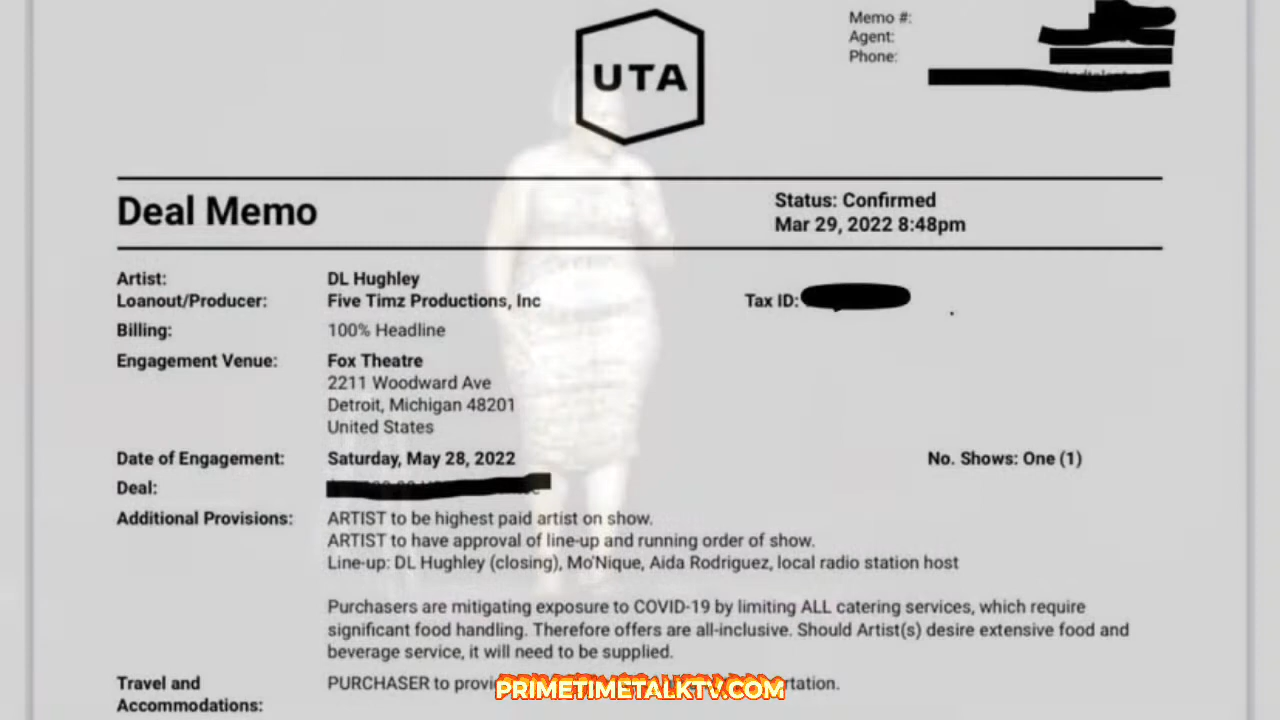 UTA
Memo #:
Agent:
Phone:
Deal Memo
Status: Confirmed
Mar 29, 2022 8:48pm
Artist: DL Hughley
Loanout/Producer: Five Timz Productions, Inc
Tax ID:
Billing: 100% Headline
Engagement Venue: Fox Theatre
2211 Woodward Ave
Detroit, Michigan 48201
United States
Date of Engagement: Saturday, May 28, 2022
No. Shows: One (1)
Deal:
Additional Provisions: ARTIST to be highest paid artist on show.
ARTIST to have approval of line-up and running order of show.
Line-up: DL Hughley (closing), Mo'Nique, Aida Rodriguez, local radio station host
Purchasers are mitigating exposure to COVID-19 by limiting ALL catering services, which require
significant food handling. Therefore offers are all-inclusive. Should Artist(s) desire extensive food and
beverage service, it will need to be supplied.
Travel and PURCHASER to
Accommodations:
PRIMETIMETALKTV.COM